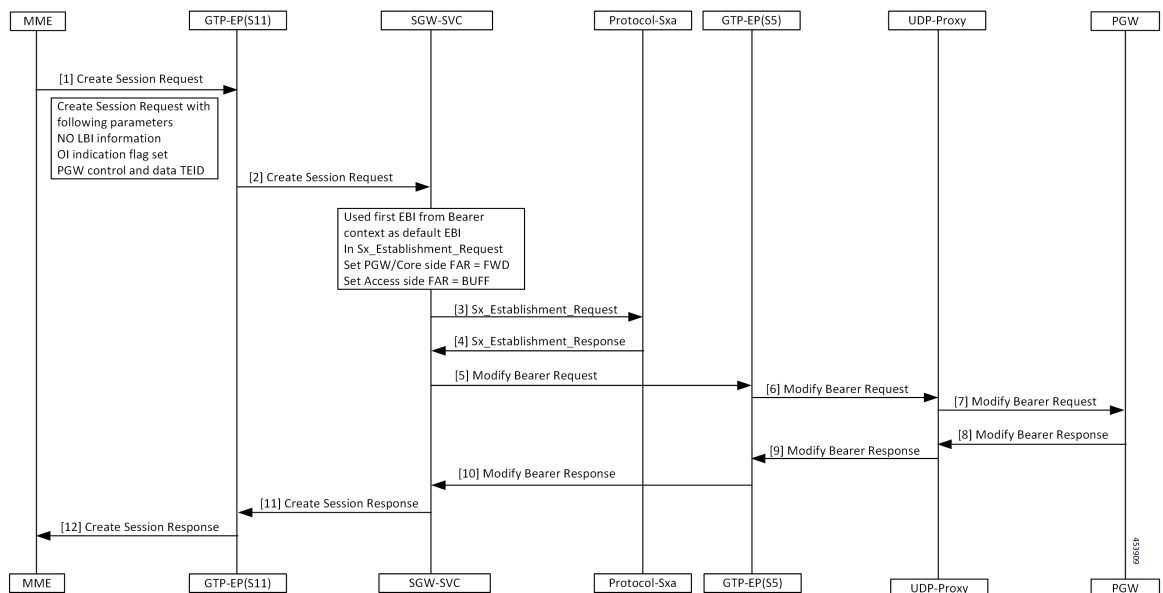 MME
GTP-EP(S11)
SGW-SVC
Protocol-Sxa
GTP-EP(S5)
UDP-Proxy
PGW
[1] Create Session Request
Create Session Request with
following parameters
NO LBI information
OI indication flag set
PGW control and data TEID
[2] Create Session Request
Used first EBI from Bearer
context as default EBI
In Sx_Establishment_Request
Set PGW/Core side FAR = FWD
Set Access side FAR = BUFF
[3] Sx_Establishment_Request
[4] Sx_Establishment_Response
[5] Modify Bearer Request
[6] Modify Bearer Request
[7] Modify Bearer Request
[8] Modify Bearer Response
[9] Modify Bearer Response
[10] Modify Bearer Response
[11] Create Session Response
[12] Create Session Response
453909
MME
GTP-EP(S11)
SGW-SVC
Protocol-Sxa
GTP-EP(S5)
UDP-Proxy
PGW